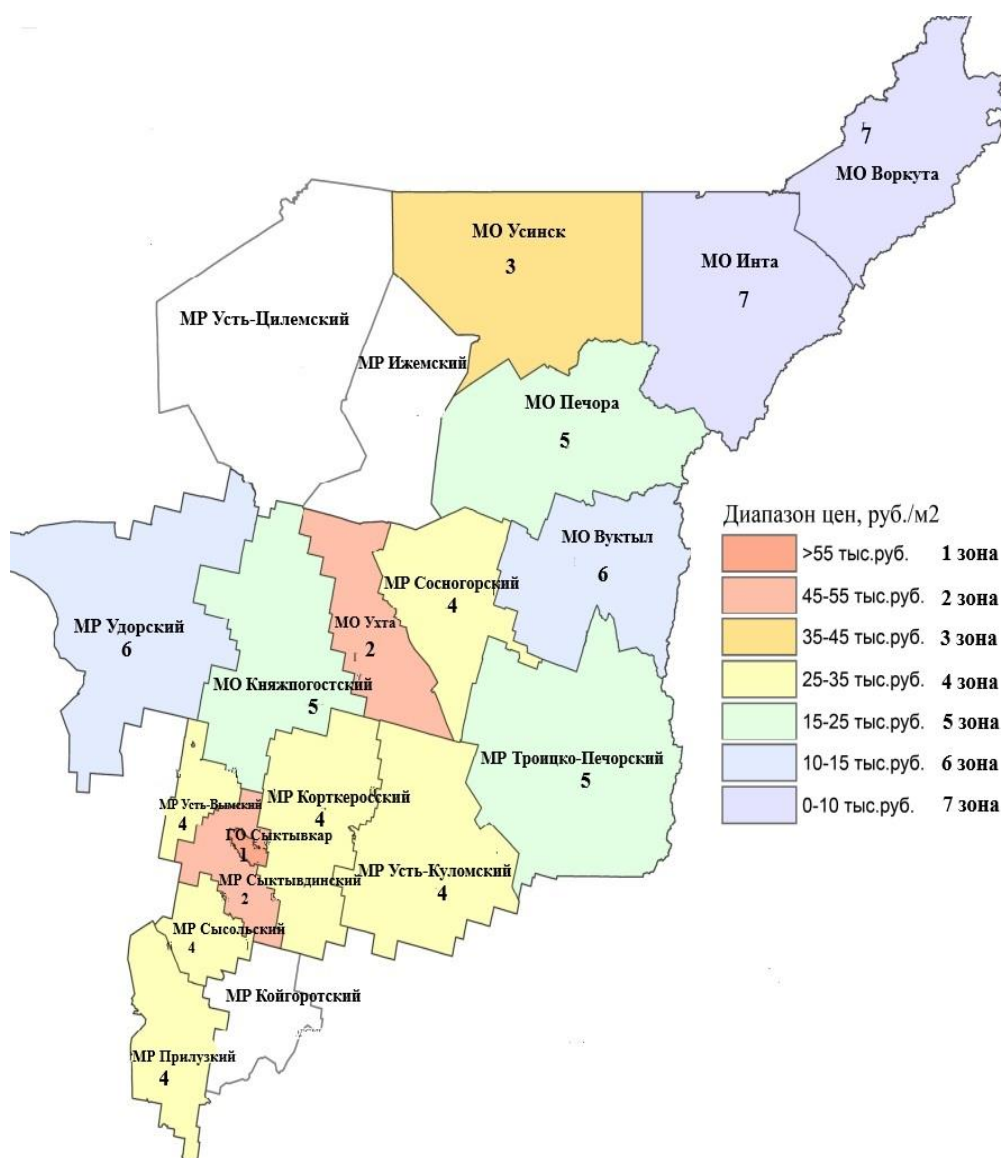 7
МО Воркута
МО Усинск
3
МО Инта
7
МР Усть-Цилемский
МР Ижемский
МО Печора
5
Диапазон цен, руб./м2
>55 тыс.руб. 1 зона
45-55 тыс.руб. 2 зона
35-45 тыс.руб. 3 зона
25-35 тыс.руб. 4 зона
15-25 тыс.руб. 5 зона
10-15 тыс.руб. 6 зона
0-10 тыс.руб. 7 зона
МО Вуктыл
6
МР Сосногорский
4
МО Ухта
2
МР Удорский
6
МО Княжпогостский
5
МР Троицко-Печорский
5
МР Усть-Вымский
4
МР Корткеросский
4
ГО Сыктывкар
1
МР Усть-Куломский
4
МР Сыктывдинский
2
МР Сысольский
4
МР Койгоротский
МР Прилузкий
4